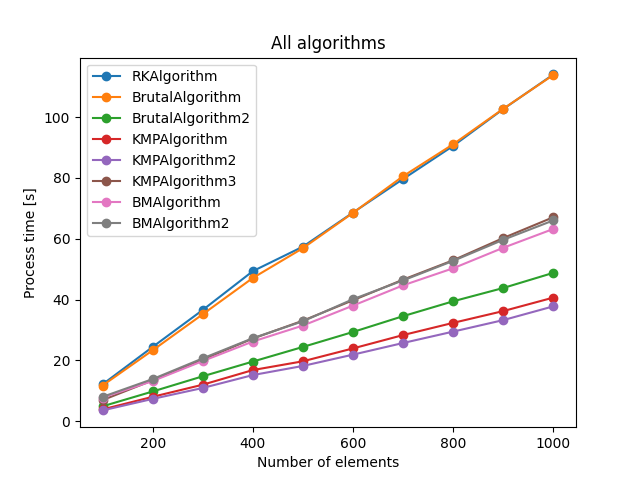 All algorithms
RKAlgorithm
BrutalAlgorithm
BrutalAlgorithm2
KMPAlgorithm
KMPAlgorithm2
KMPAlgorithm3
BMAlgorithm
BMAlgorithm2
Process time [s]
100
80
60
40
20
0
200 400 600 800 1000
Number of elements